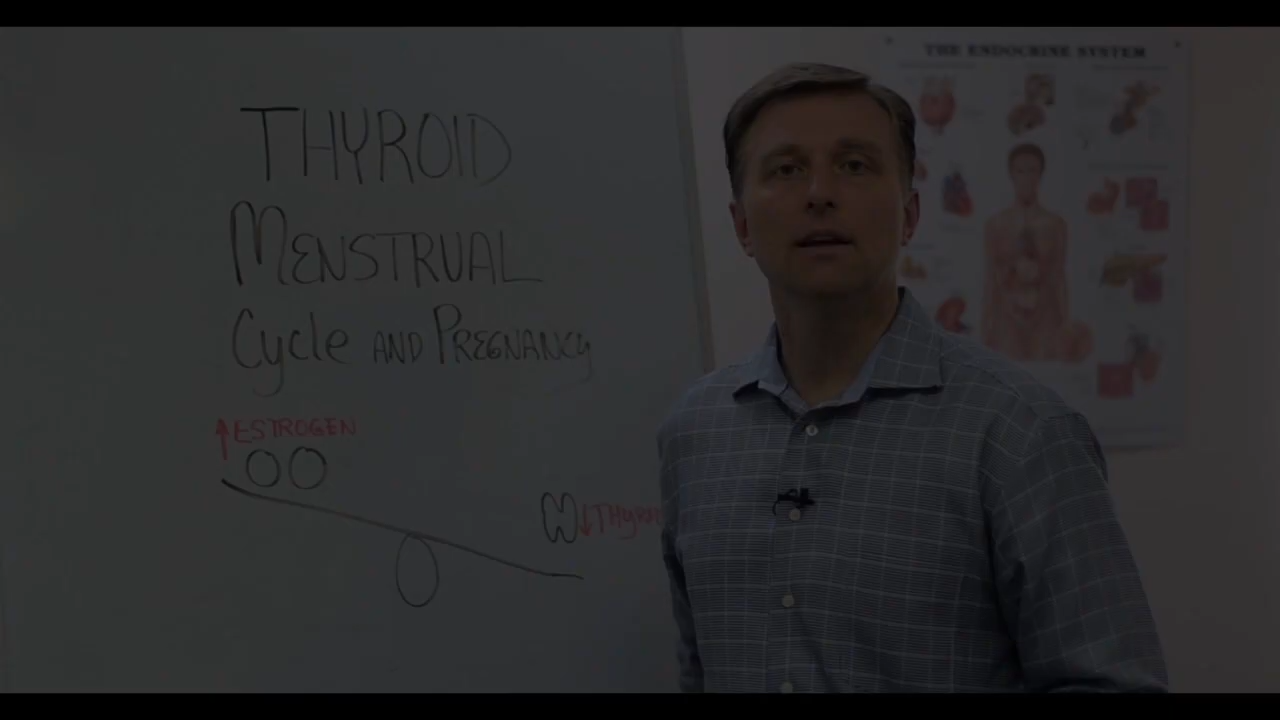 THYROID
MENSTRUAL
Cycle AND PREGNANCY
↑ESTROGEN
THE ENDOCRINE SYSTEM